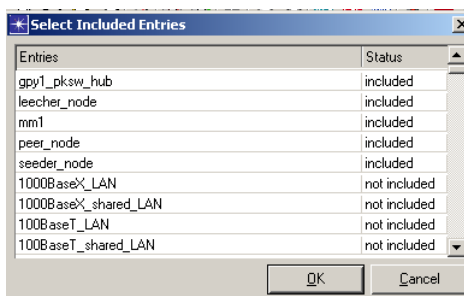 Select Included Entries
Entries Status
gpy1_pksw_hub included
leecher_node included
mm1 included
peer_node included
seeder_node included
1000BaseX_LAN not included
1000BaseX_shared_LAN not included
100BaseT_LAN not included
100BaseT_shared_LAN not included
OK Cancel